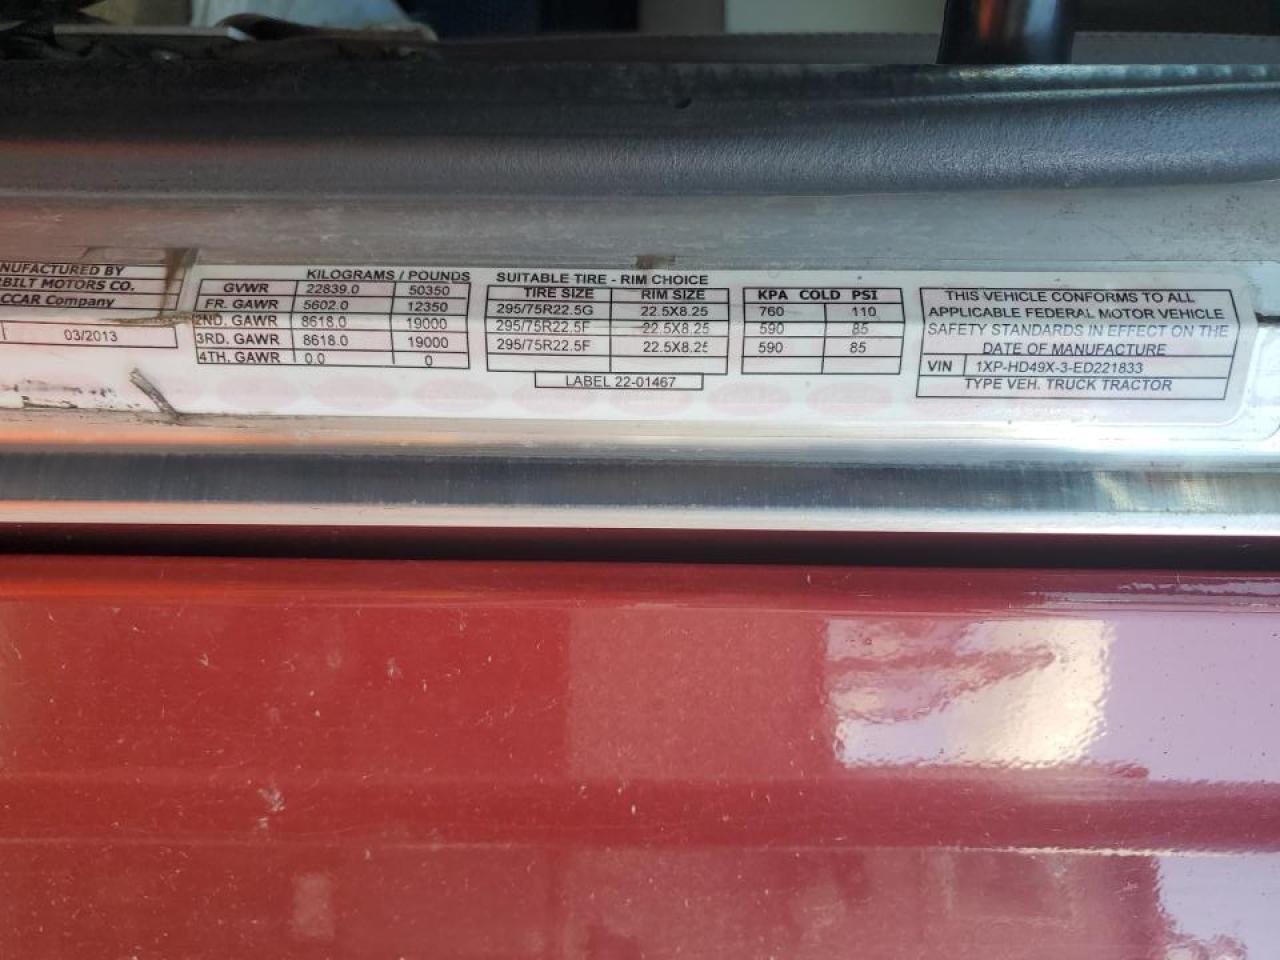 NUFACTURED BY
RBILT MOTORS CO.
CCAR Company
03/2013
KILOGRAMS / POUNDS
GVWR 22839.0 50350
FR. GAWR 5602.0 12350
2ND. GAWR 8618.0 19000
3RD. GAWR 8618.0 19000
4TH. GAWR 0.0 0
SUITABLE TIRE - RIM CHOICE
TIRE SIZE RIM SIZE
295/75R22.5G 22.5X8.25
295/75R22.5F 22.5X8.25
295/75R22.5F 22.5X8.25
LABEL 22-01467
KPA COLD PSI
760 110
590 85
590 85
THIS VEHICLE CONFORMS TO ALL
APPLICABLE FEDERAL MOTOR VEHICLE
SAFETY STANDARDS IN EFFECT ON THE
DATE OF MANUFACTURE
VIN 1XP-HD49X-3-ED221833
TYPE VEH. TRUCK TRACTOR